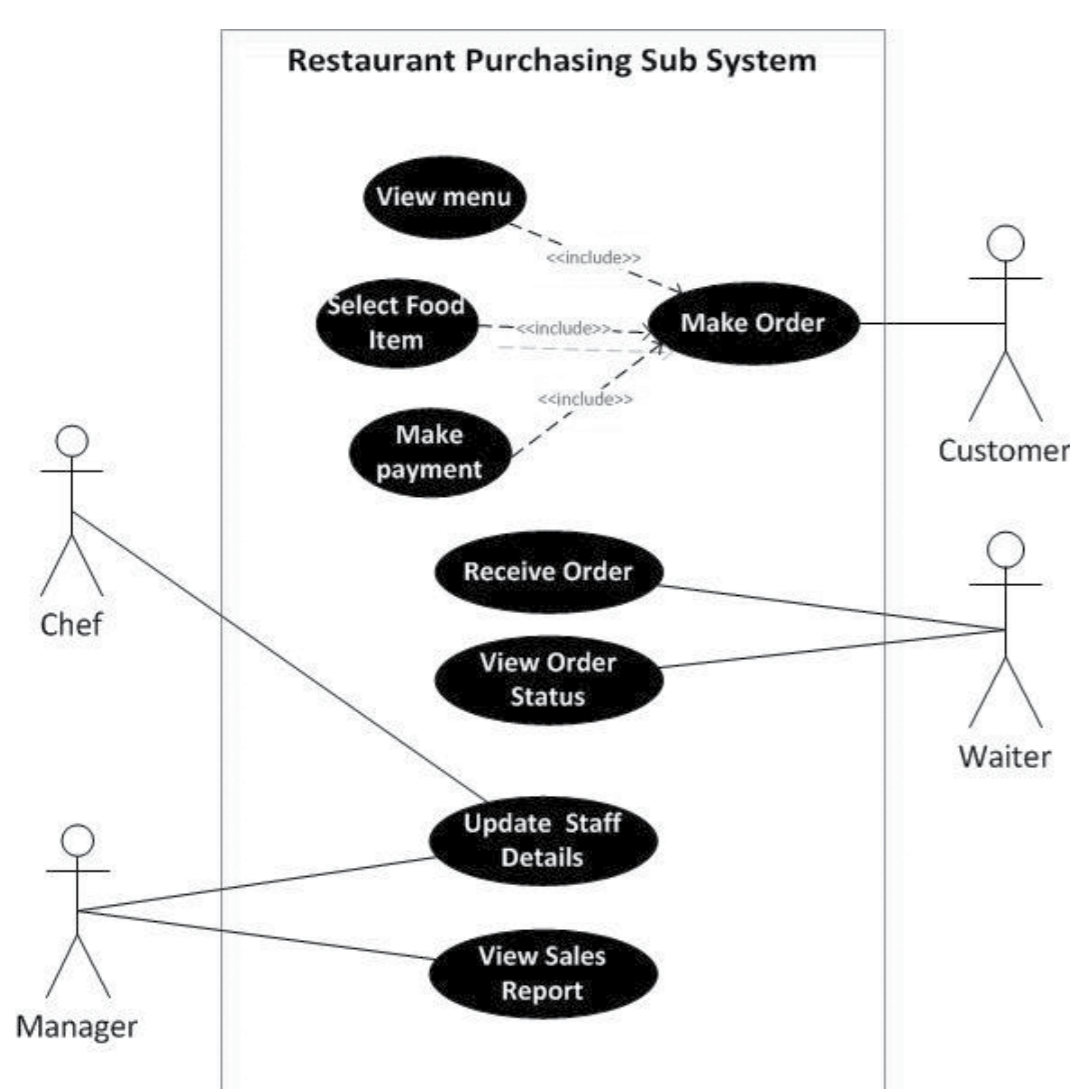 Restaurant Purchasing Sub System
View menu
<<include>>
Select Food
Item
<<include>>
Make Order
<<include>>
Make
payment
Customer
Chef
Receive Order
View Order
Status
Waiter
Update Staff
Details
Manager
View Sales
Report